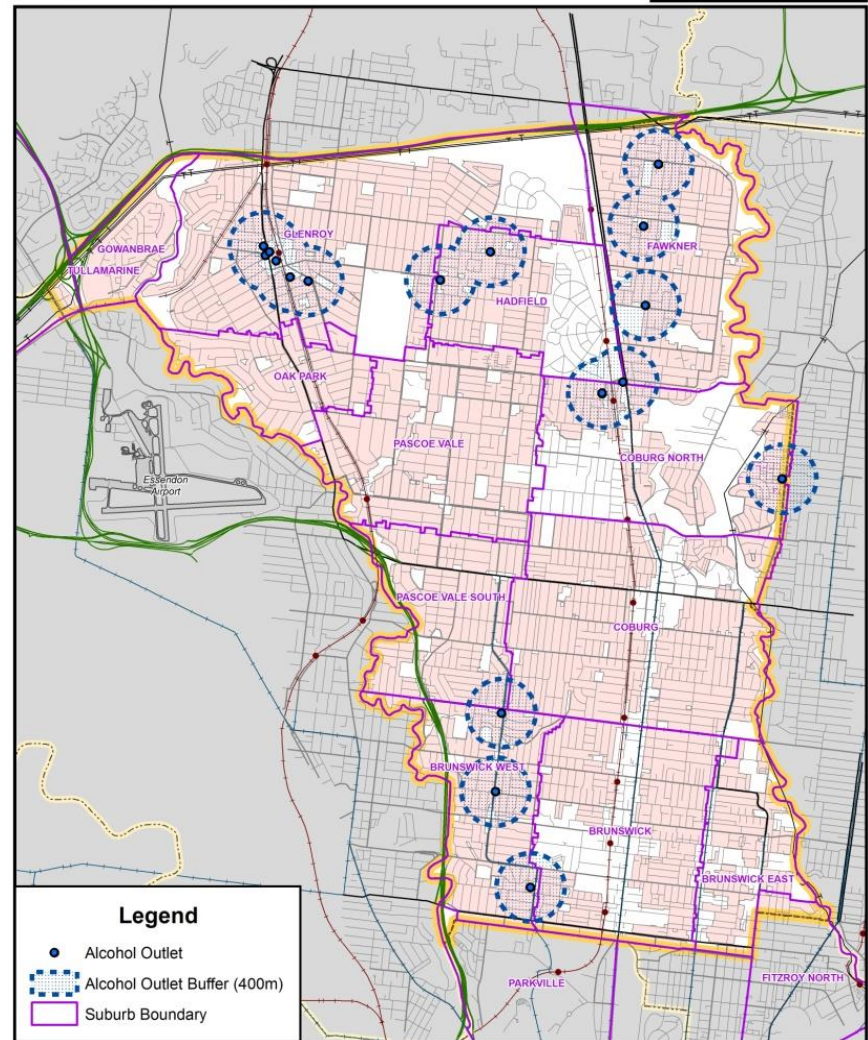 GLENROY
GOWANBRAE
TULLAMARINE
FAWKNER
HADFIELD
OAK PARK
PASCOE VALE
COBURG NORTH
Essendon
Airport
PASCOE VALE SOUTH
COBURG
BRUNSWICK WEST
BRUNSWICK
BRUNSWICK EAST
PARKVILLE
FITZROY NORTH
Legend
Alcohol Outlet
Alcohol Outlet Buffer (400m)
Suburb Boundary